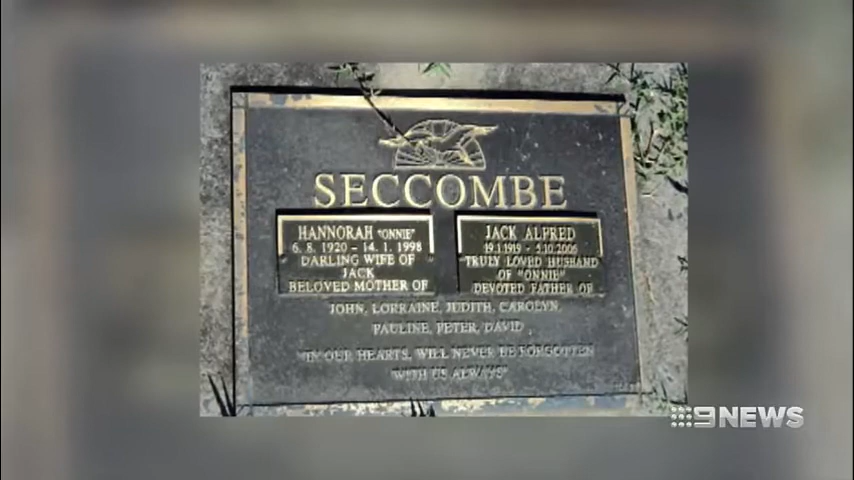 SECCOMBE
HANNORAH "ONNIE"
6.8.1920 - 14.1.1998
DARLING WIFE OF
JACK
BELOVED MOTHER OF
JACK ALFRED
19.1.1919 - 5.10.2006
TRULY LOVED HUSBAND
OF "ONNIE"
DEVOTED FATHER OF
JOHN, LORRAINE, JUDITH, CAROLYN,
PAULINE, PETER, DAVID
"IN OUR HEARTS, WILL NEVER BE FORGOTTEN
WITH US ALWAYS"
9NEWS